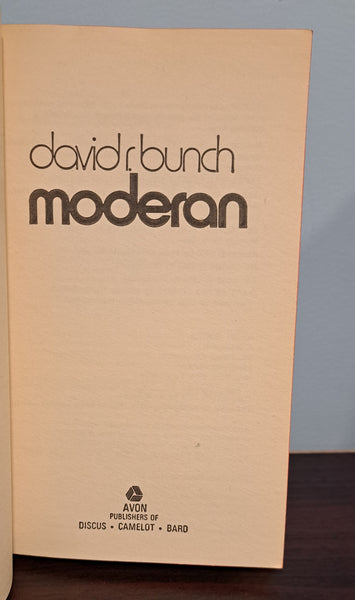 david r. bunch
moderan
AVON
PUBLISHERS OF
DISCUS • CAMELOT • BARD